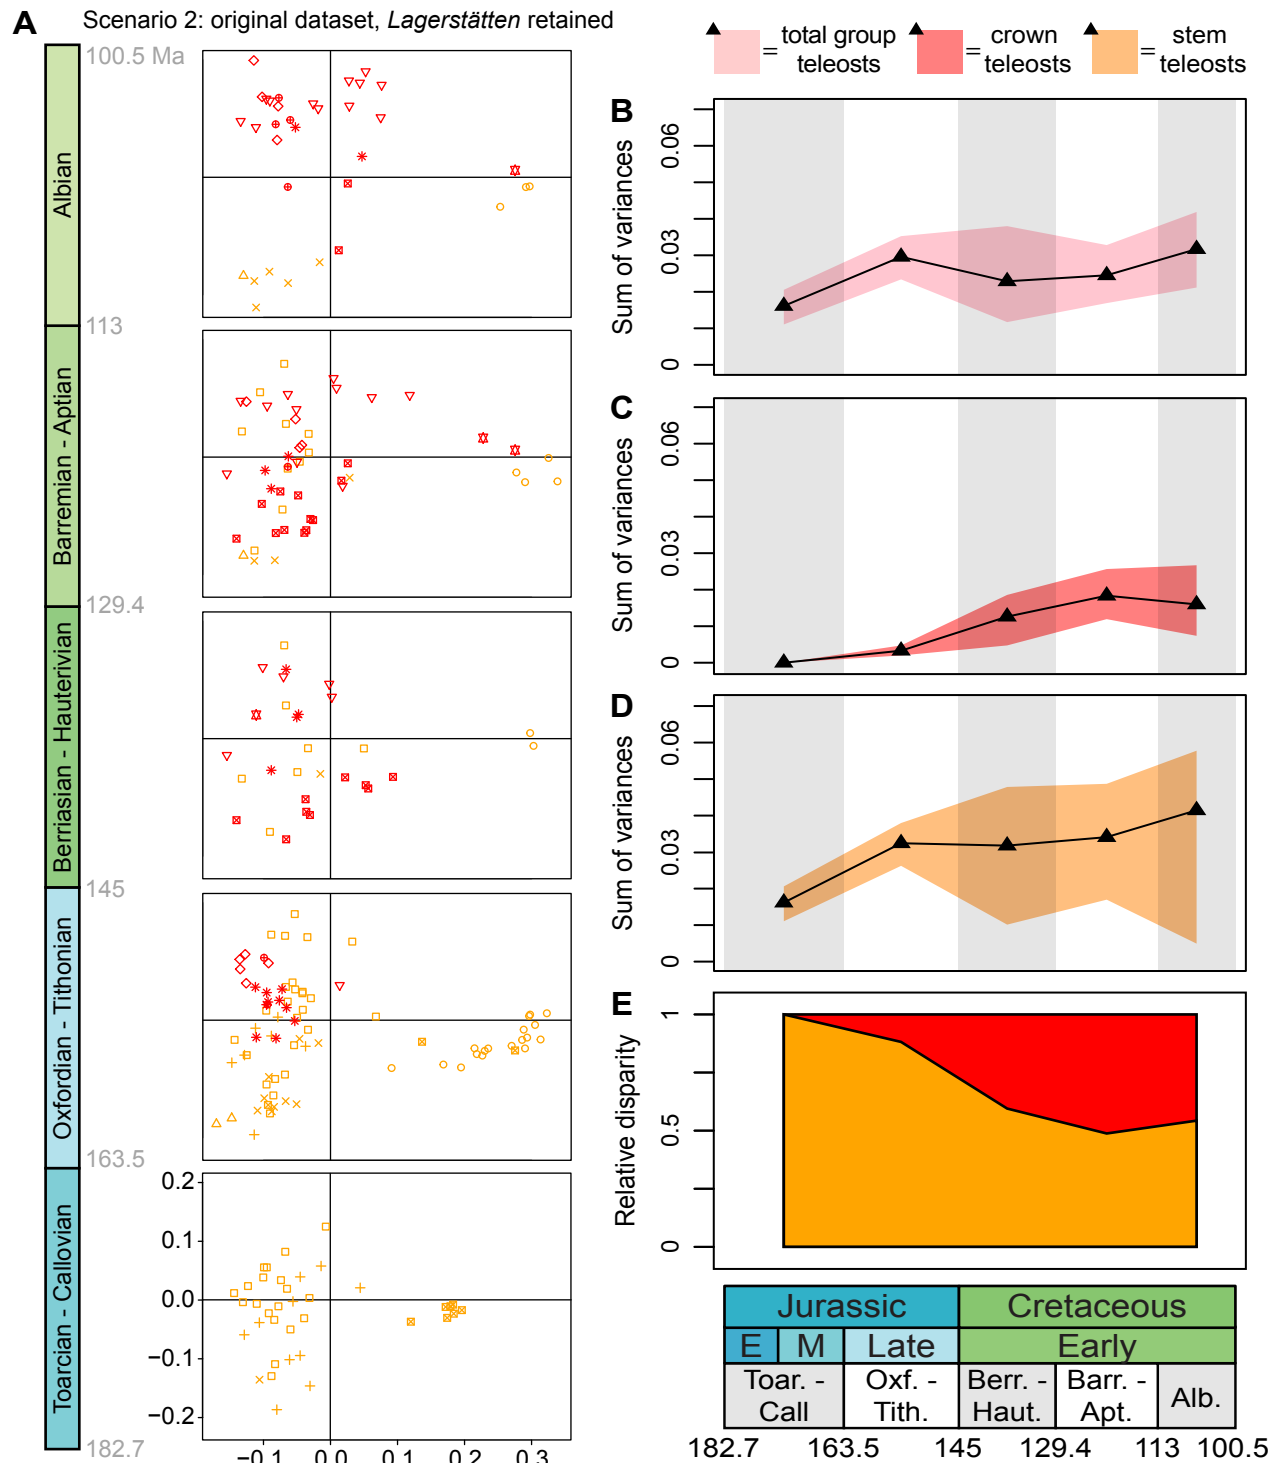 A
Scenario 2: original dataset, Lagerstätten retained
100.5 Ma
Albian
113
Barremian - Aptian
129.4
Berriasian - Hauterivian
145
Oxfordian - Tithonian
163.5
Toarcian - Callovian
182.7
0.2
0.1
0.0
−0.1
−0.2
−0.1
0.0
0.1
0.2
0.3
= total group teleosts
= crown teleosts
= stem teleosts
B
Sum of variances
0.06
0.03
0
C
Sum of variances
0.06
0.03
0
D
Sum of variances
0.06
0.03
0
E
Relative disparity
1
0.5
0
Jurassic
Cretaceous
E
M
Late
Early
Toar. -
Call
Oxf. -
Tith.
Berr. -
Haut.
Barr. -
Apt.
Alb.
182.7
163.5
145
129.4
113
100.5